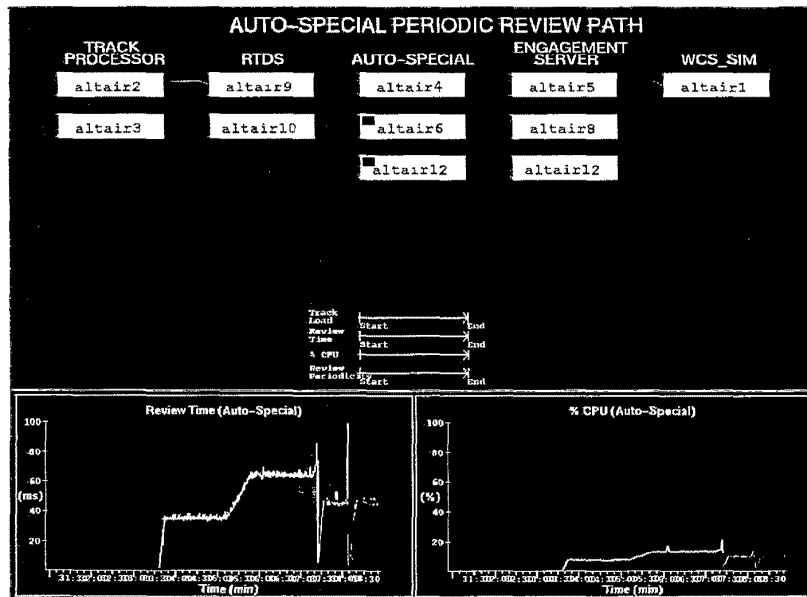 AUTO-SPECIAL PERIODIC REVIEW PATH
TRACK PROCESSOR
RTDS
AUTO-SPECIAL
ENGAGEMENT SERVER
WCS_SIM
altair2
altair9
altair4
altair5
altair1
altair3
altair10
altair6
altair8
altair12
altair12
Track Load
Start
End
Review Time
Start
End
% CPU
Review Periodicity
Start
End
Review Time (Auto-Special)
100
80
60
(ms)
40
20
Time (min)
% CPU (Auto-Special)
100
80
60
(%)
40
20
Time (min)